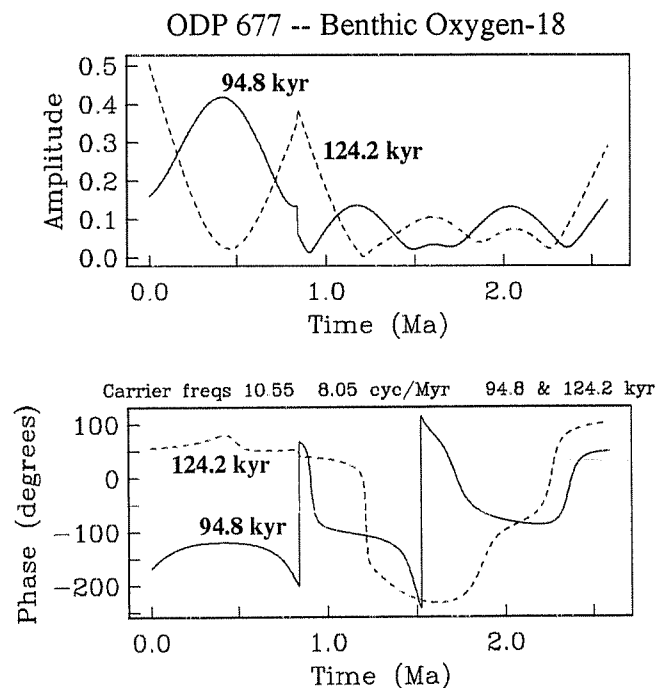 ODP 677 -- Benthic Oxygen-18
0.5
0.4
0.3
0.2
0.1
0.0
Amplitude
94.8 kyr
124.2 kyr
0.0 1.0 2.0
Time (Ma)
Carrier freqs 10.55 8.05 cyc/Myr 94.8 & 124.2 kyr
100
0
-100
-200
Phase (degrees)
124.2 kyr
94.8 kyr
0.0 1.0 2.0
Time (Ma)